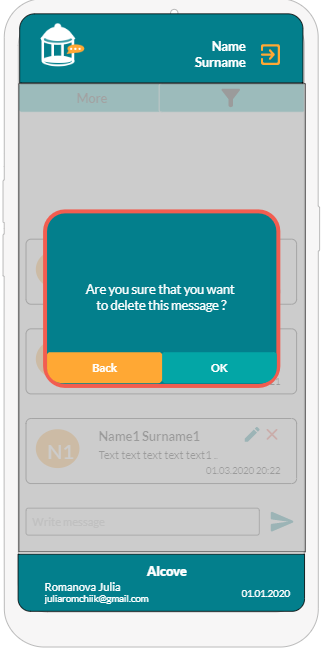 Name
Surname
More
Are you sure that you want
to delete this message ?
Back
OK
21
N1
Name1 Surname1
Text text text text text1...
01.03.2020 20:22
Write message
Alcove
Romanova Julia
juliaromchiik@gmail.com
01.01.2020